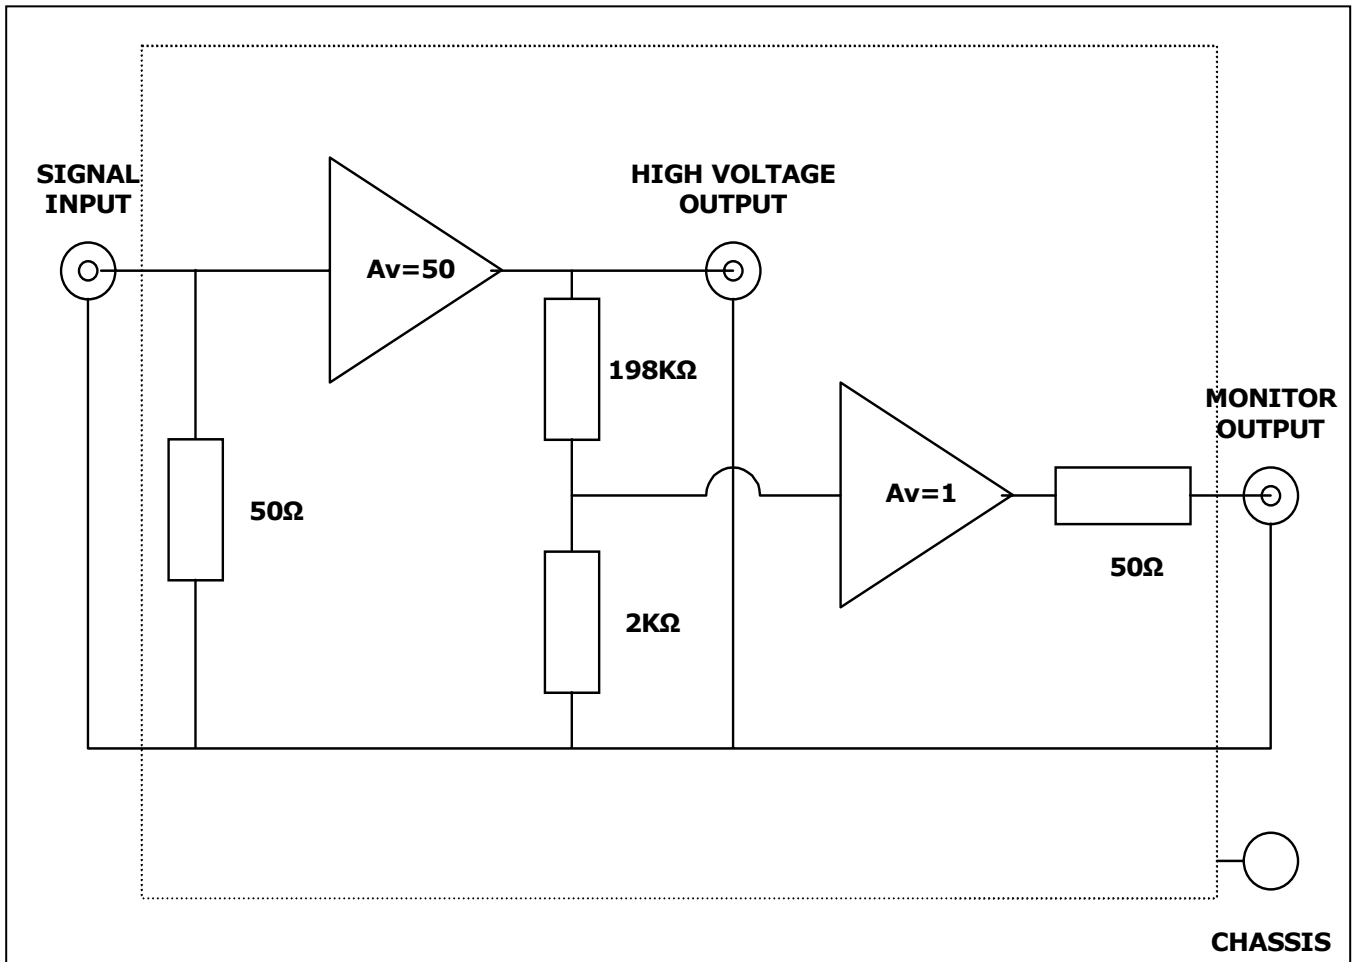 SIGNAL
INPUT
HIGH VOLTAGE
OUTPUT
Av=50
198KΩ
MONITOR
OUTPUT
Av=1
50Ω
50Ω
2KΩ
CHASSIS